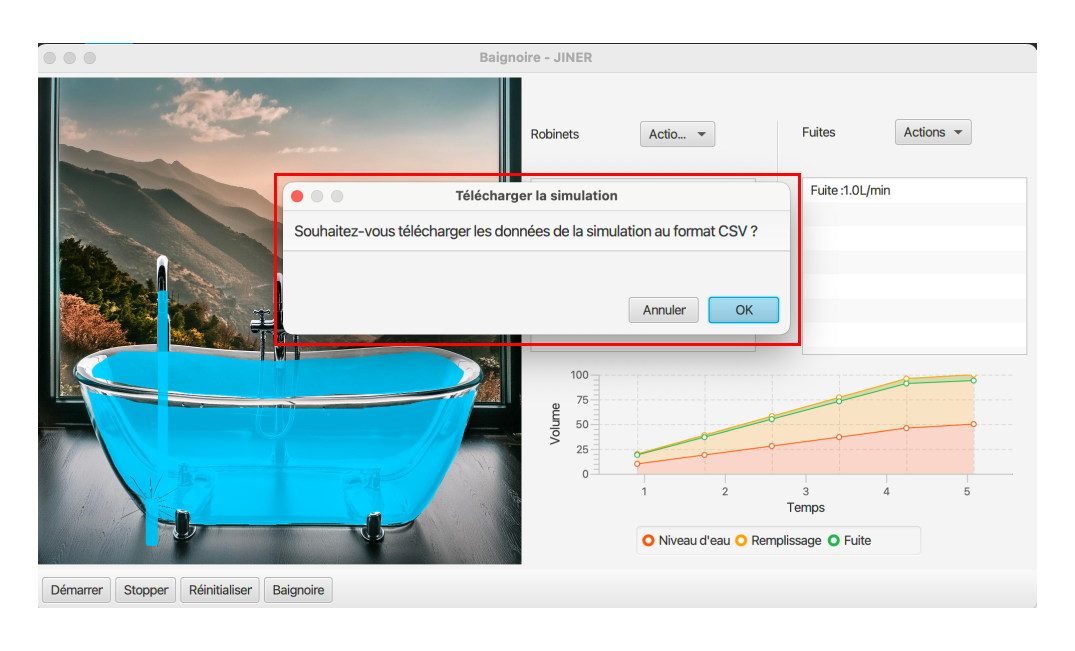 Baignoire - JINER
Robinets
Actio...
Fuites
Actions
Télécharger la simulation
Souhaitez-vous télécharger les données de la simulation au format CSV ?
Annuler
OK
Fuite :1.0L/min
100
75
50
25
0
Volume
1 2 3 4 5
Temps
Niveau d'eau Remplissage Fuite
Démarrer Stopper Réinitialiser Baignoire